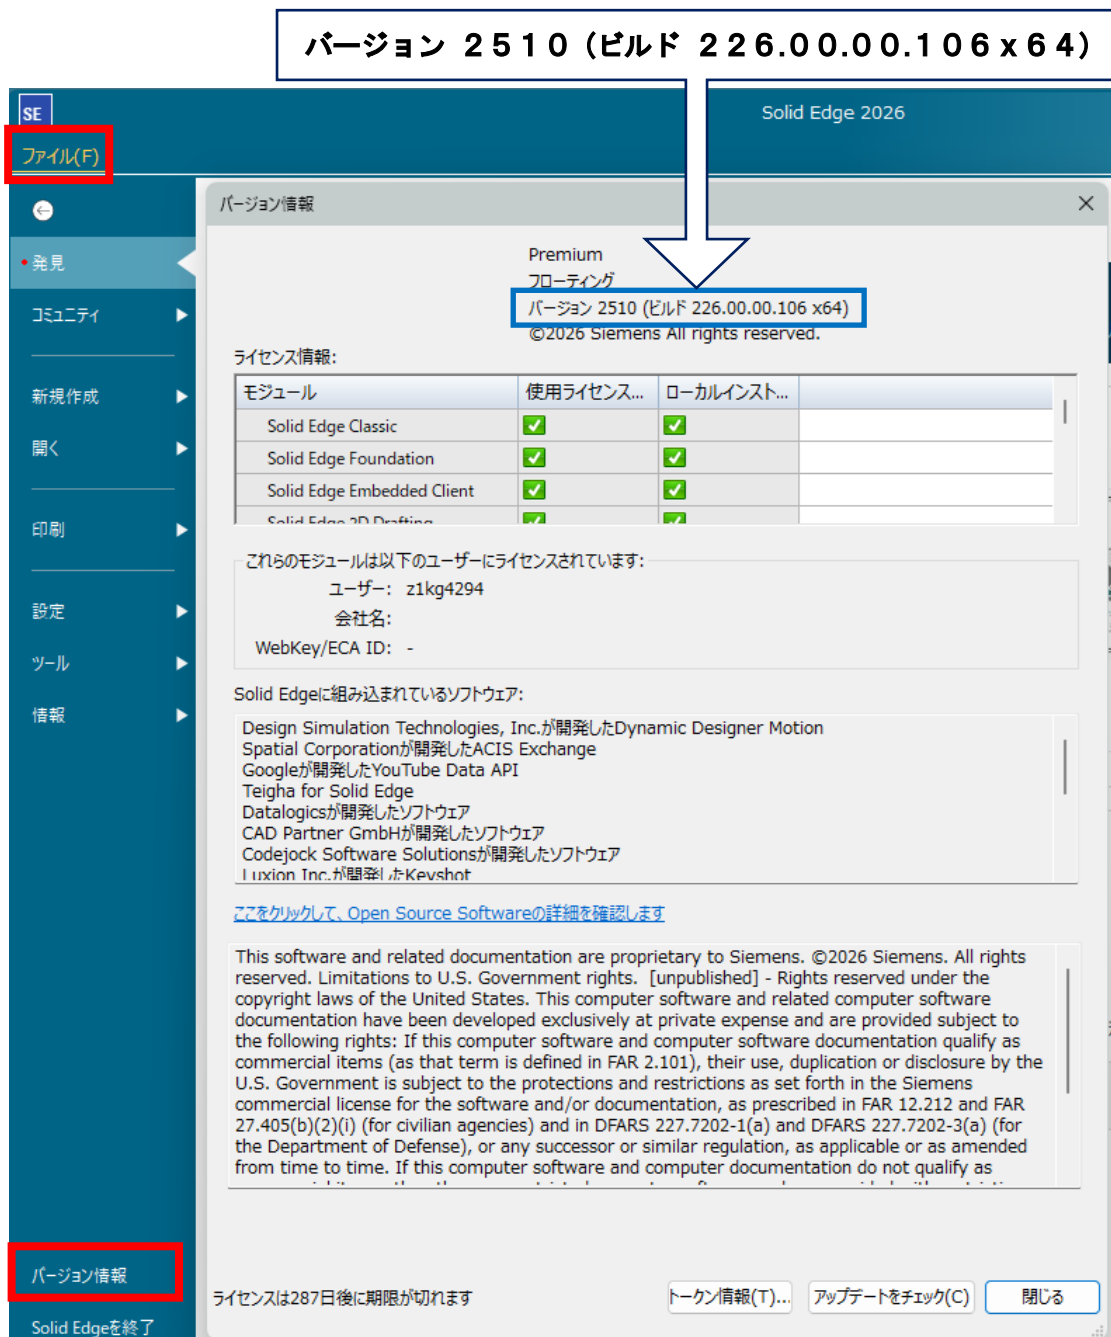 バージョン ２５１０（ビルド ２２６.００.００.１０６ｘ６４）
SE
Solid Edge 2026
ファイル(F)
バージョン情報
発見
コミュニティ
新規作成
開く
印刷
設定
ツール
情報
バージョン情報
Solid Edgeを終了
Premium
フローティング
バージョン 2510 (ビルド 226.00.00.106 x64)
©2026 Siemens All rights reserved.
ライセンス情報:
モジュール 使用ライセンス... ローカルインスト...
Solid Edge Classic
Solid Edge Foundation
Solid Edge Embedded Client
Solid Edge 2D Drafting
これらのモジュールは以下のユーザーにライセンスされています:
ユーザー: z1kg4294
会社名:
WebKey/ECA ID: -
Solid Edgeに組み込まれているソフトウェア:
Design Simulation Technologies, Inc.が開発したDynamic Designer Motion
Spatial Corporationが開発したACIS Exchange
Googleが開発したYouTube Data API
Teigha for Solid Edge
Datalogicsが開発したソフトウェア
CAD Partner GmbHが開発したソフトウェア
Codejock Software Solutionsが開発したソフトウェア
Luxion Inc.が開発したKeyshot
ここをクリックして、Open Source Softwareの詳細を確認します
This software and related documentation are proprietary to Siemens. ©2026 Siemens. All rights
reserved. Limitations to U.S. Government rights. [unpublished] - Rights reserved under the
copyright laws of the United States. This computer software and related computer software
documentation have been developed exclusively at private expense and are provided subject to
the following rights: If this computer software and computer software documentation qualify as
commercial items (as that term is defined in FAR 2.101), their use, duplication or disclosure by the
U.S. Government is subject to the protections and restrictions as set forth in the Siemens
commercial license for the software and/or documentation, as prescribed in FAR 12.212 and FAR
27.405(b)(2)(i) (for civilian agencies) and in DFARS 227.7202-1(a) and DFARS 227.7202-3(a) (for
the Department of Defense), or any successor or similar regulation, as applicable or as amended
from time to time. If this computer software and computer documentation do not qualify as
ライセンスは287日後に期限が切れます
トークン情報(T)...
アップデートをチェック(C)
閉じる